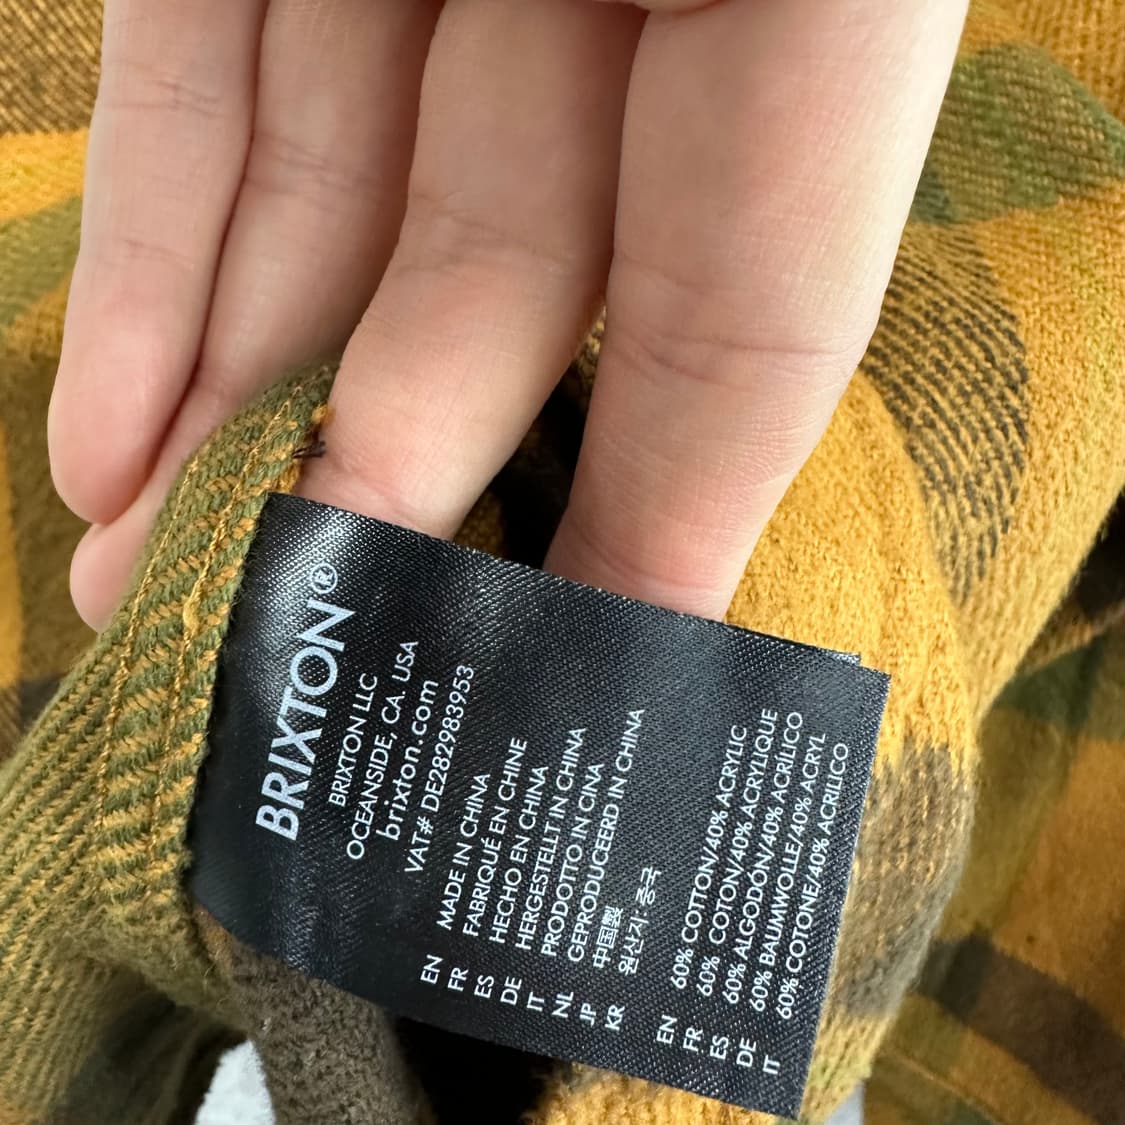 BRIXTON®
BRIXTON LLC
OCEANSIDE, CA. USA
brixton.com
VAT# DE282983953
EN MADE IN CHINA
FR FABRIQUÉ EN CHINE
ES HECHO EN CHINA
DE HERGESTELLT IN CHINA
IT PRODOTTO IN CINA
NL GEPRODUCEERD IN CHINA
JP 中国製
KR 원산지: 중국
EN 60% COTTON/40% ACRYLIC
FR 60% COTON/40% ACRYLIQUE
ES 60% ALGODÓN/40% ACRÍLICO
DE 60% BAUMWOLLE/40% ACRYL
IT 60% COTONE/40% ACRILICO